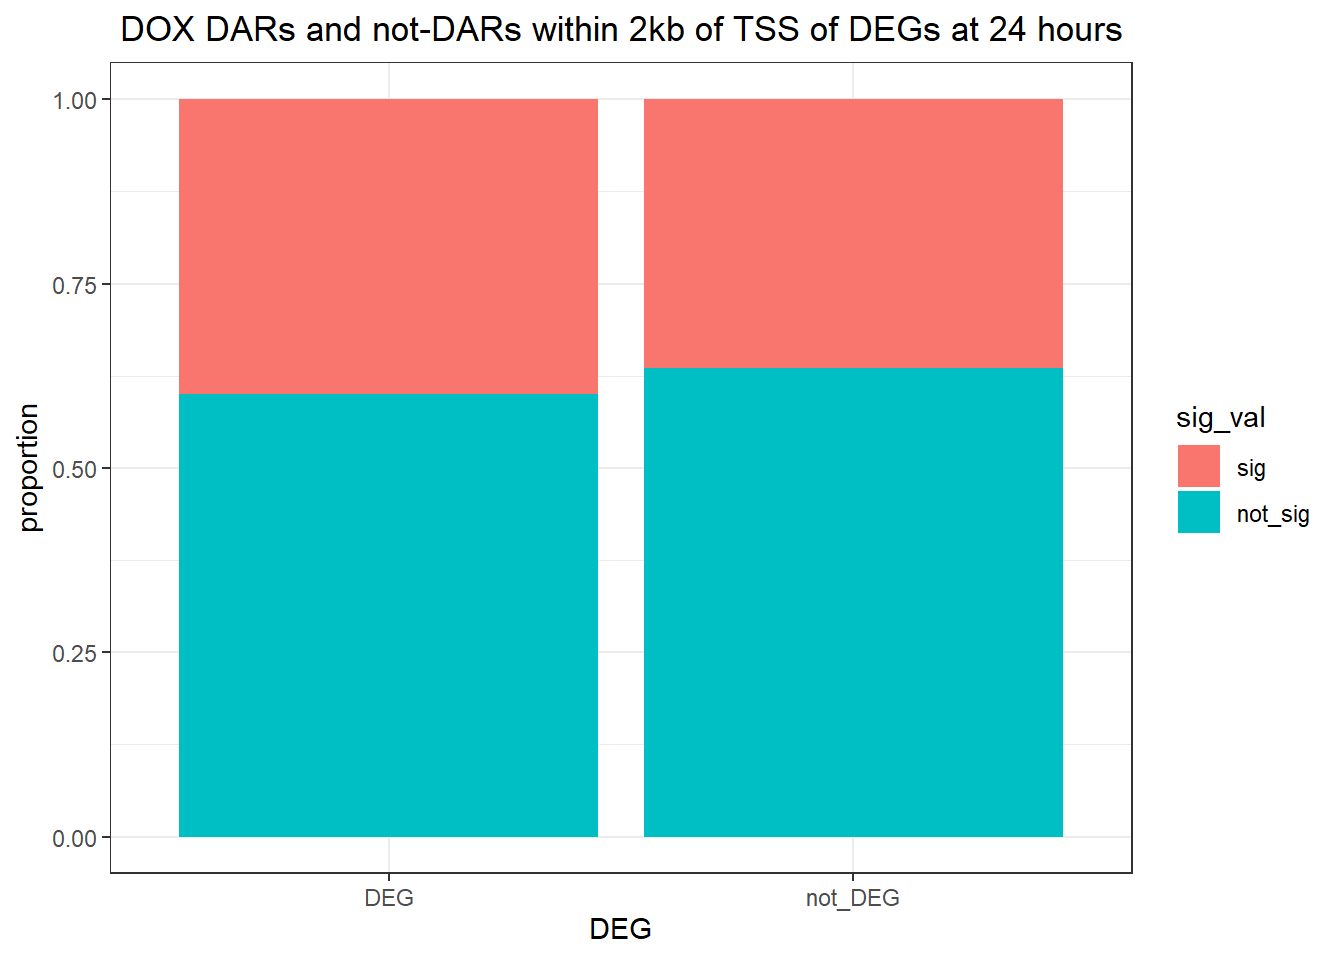 DOX DARs and not-DARs within 2kb of TSS of DEGs at 24 hours
1.00
0.75
0.50
0.25
0.00
proportion
DEG
not_DEG
DEG
sig_val
sig
not_sig